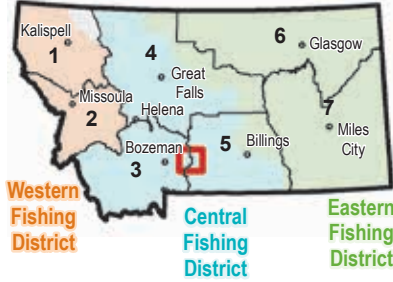 Kalispell
1
4
6
Glasgow
Great
Falls
Missoula
2
Helena
7
Miles
City
Bozeman
3
5
Billings
Western
Fishing
District
Central
Fishing
District
Eastern
Fishing
District